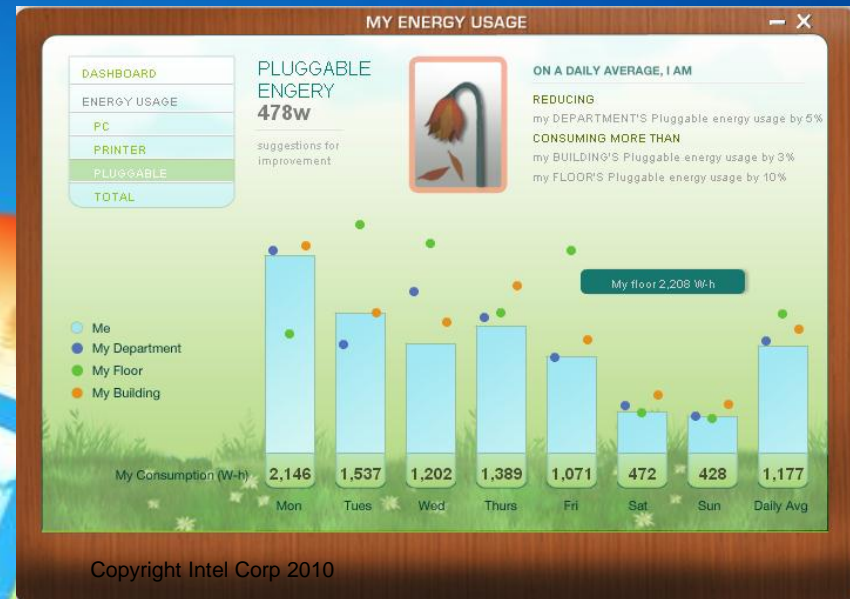 MY ENERGY USAGE
DASHBOARD
ENERGY USAGE
PC
PRINTER
PLUGGABLE
TOTAL
PLUGGABLE
ENGERY
478w
suggestions for
improvement
ON A DAILY AVERAGE, I AM
REDUCING
my DEPARTMENT'S Pluggable energy usage by 5%
CONSUMING MORE THAN
my BUILDING'S Pluggable energy usage by 3%
my FLOOR'S Pluggable energy usage by 10%
My floor 2,208 W-h
Me
My Department
My Floor
My Building
My Consumption (W-h) 2,146 1,537 1,202 1,389 1,071 472 428 1,177
Mon Tues Wed Thurs Fri Sat Sun Daily Avg
Copyright Intel Corp 2010